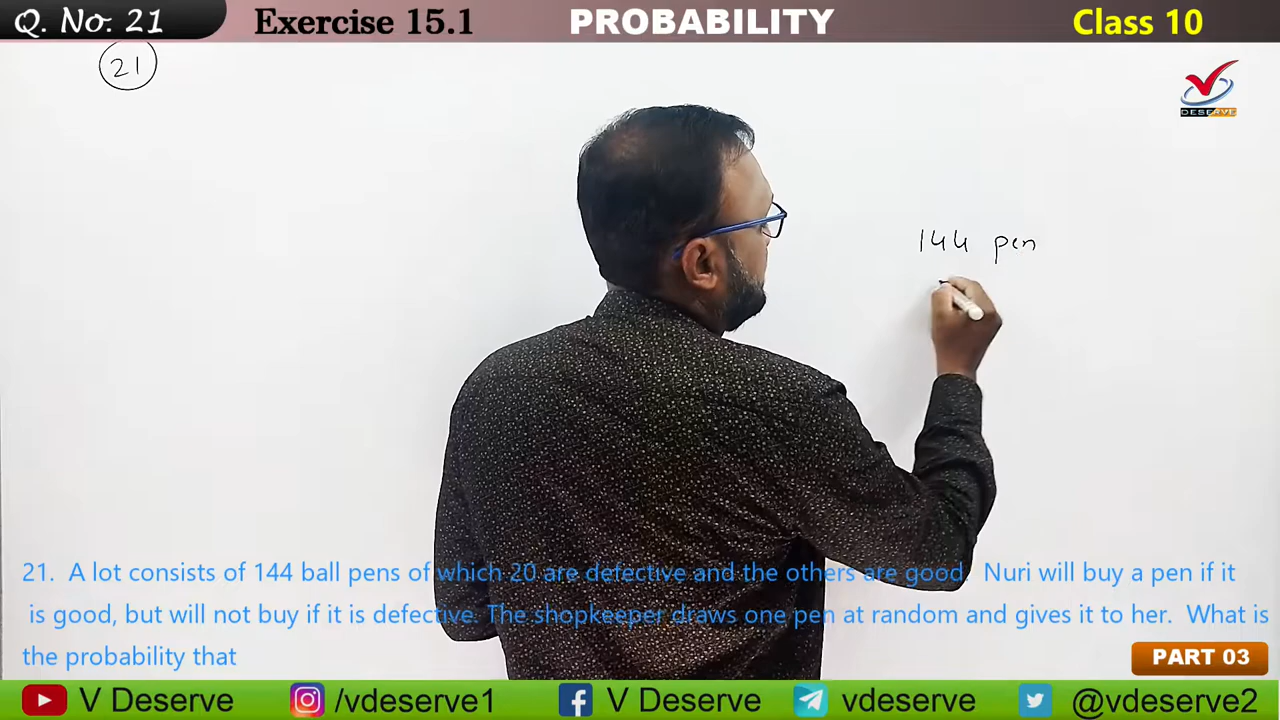 Q. No. 21 Exercise 15.1 PROBABILITY Class 10
21
DESERVE
144 pen
21. A lot consists of 144 ball pens of which 20 are defective and the others are good. Nuri will buy a pen if it
is good, but will not buy if it is defective. The shopkeeper draws one pen at random and gives it to her. What is
the probability that
PART 03
V Deserve /vdeserve1 V Deserve vdeserve @vdeserve2